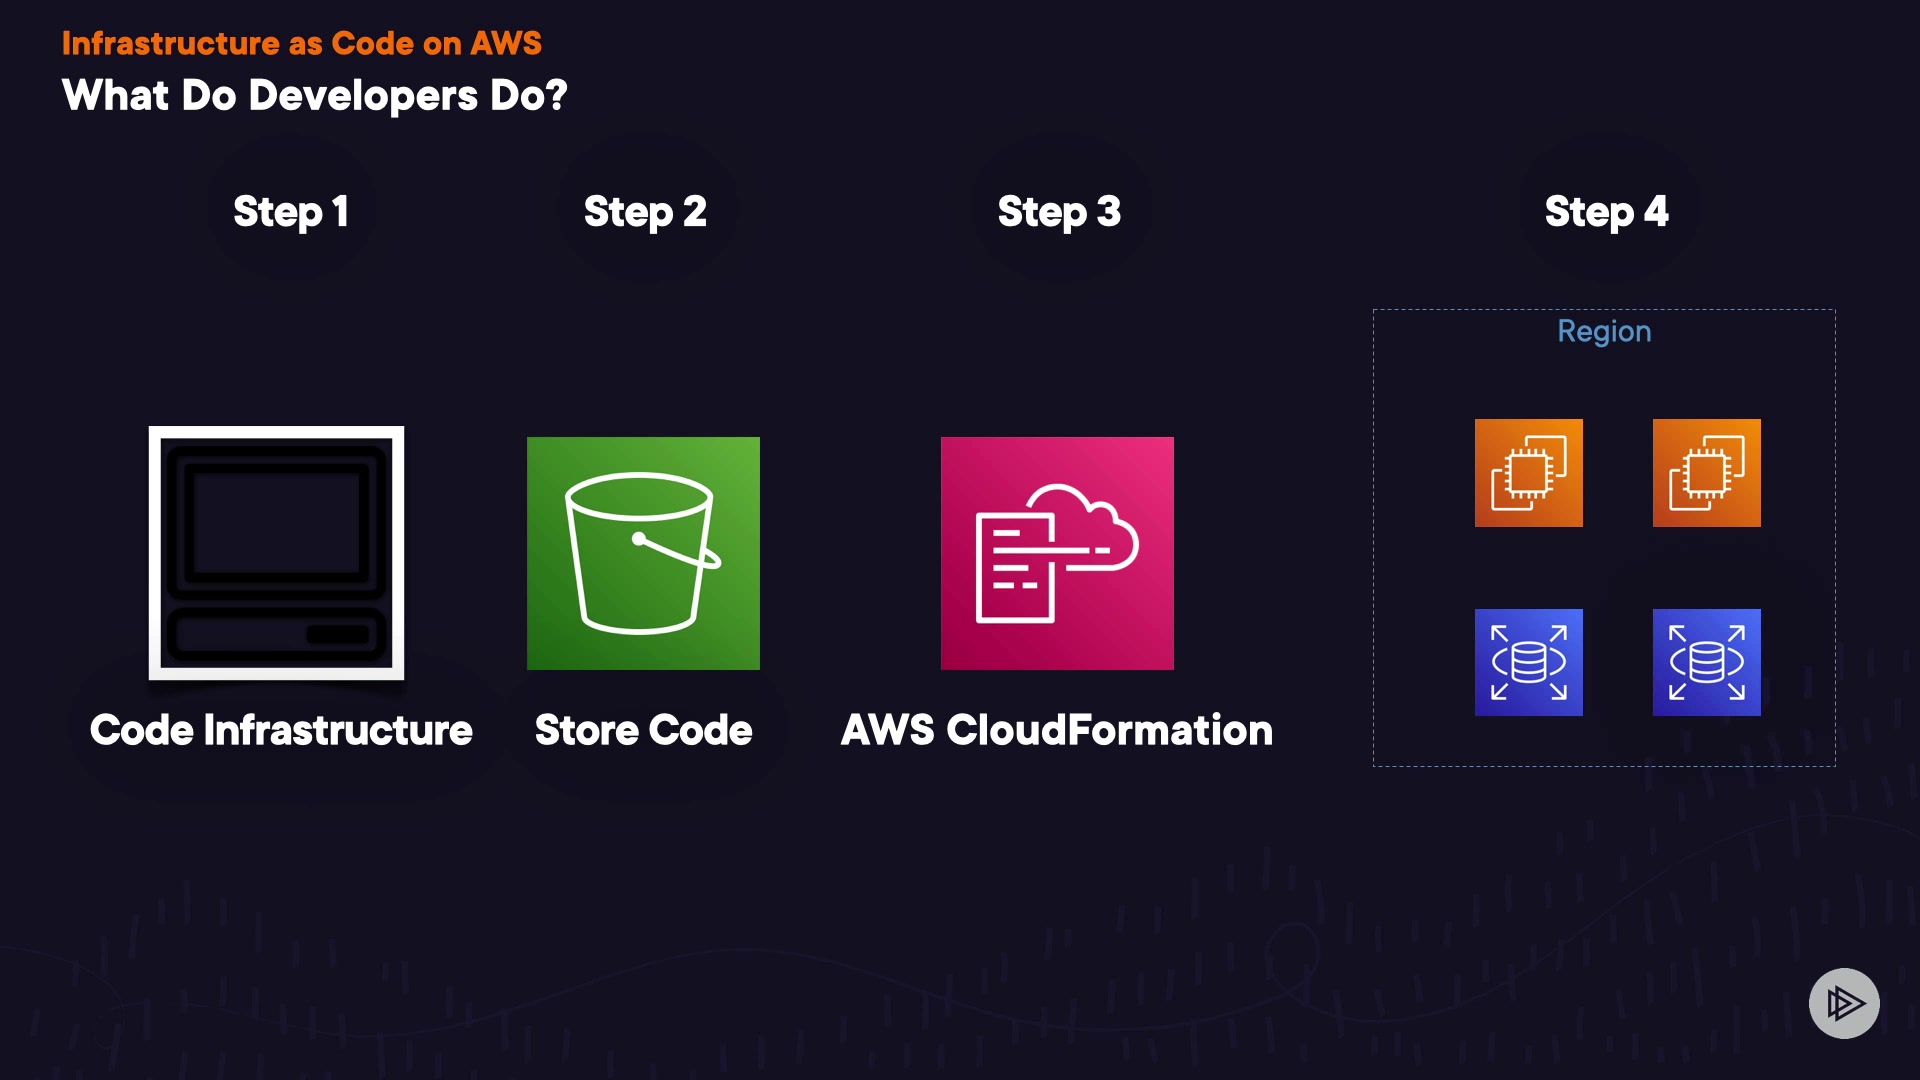 Infrastructure as Code on AWS
What Do Developers Do?
Step 1
Step 2
Step 3
Step 4
Region
Code Infrastructure
Store Code
AWS CloudFormation